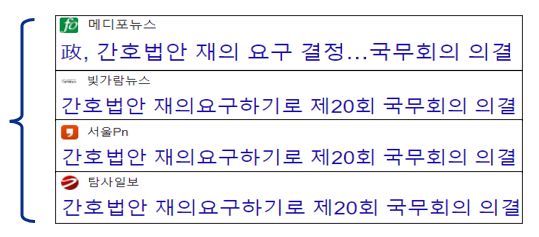 메디포뉴스
政, 간호법안 재의 요구 결정…국무회의 의결
빛가람뉴스
간호법안 재의요구하기로 제20회 국무회의 의결
서울Pn
간호법안 재의요구하기로 제20회 국무회의 의결
탐사일보
간호법안 재의요구하기로 제20회 국무회의 의결